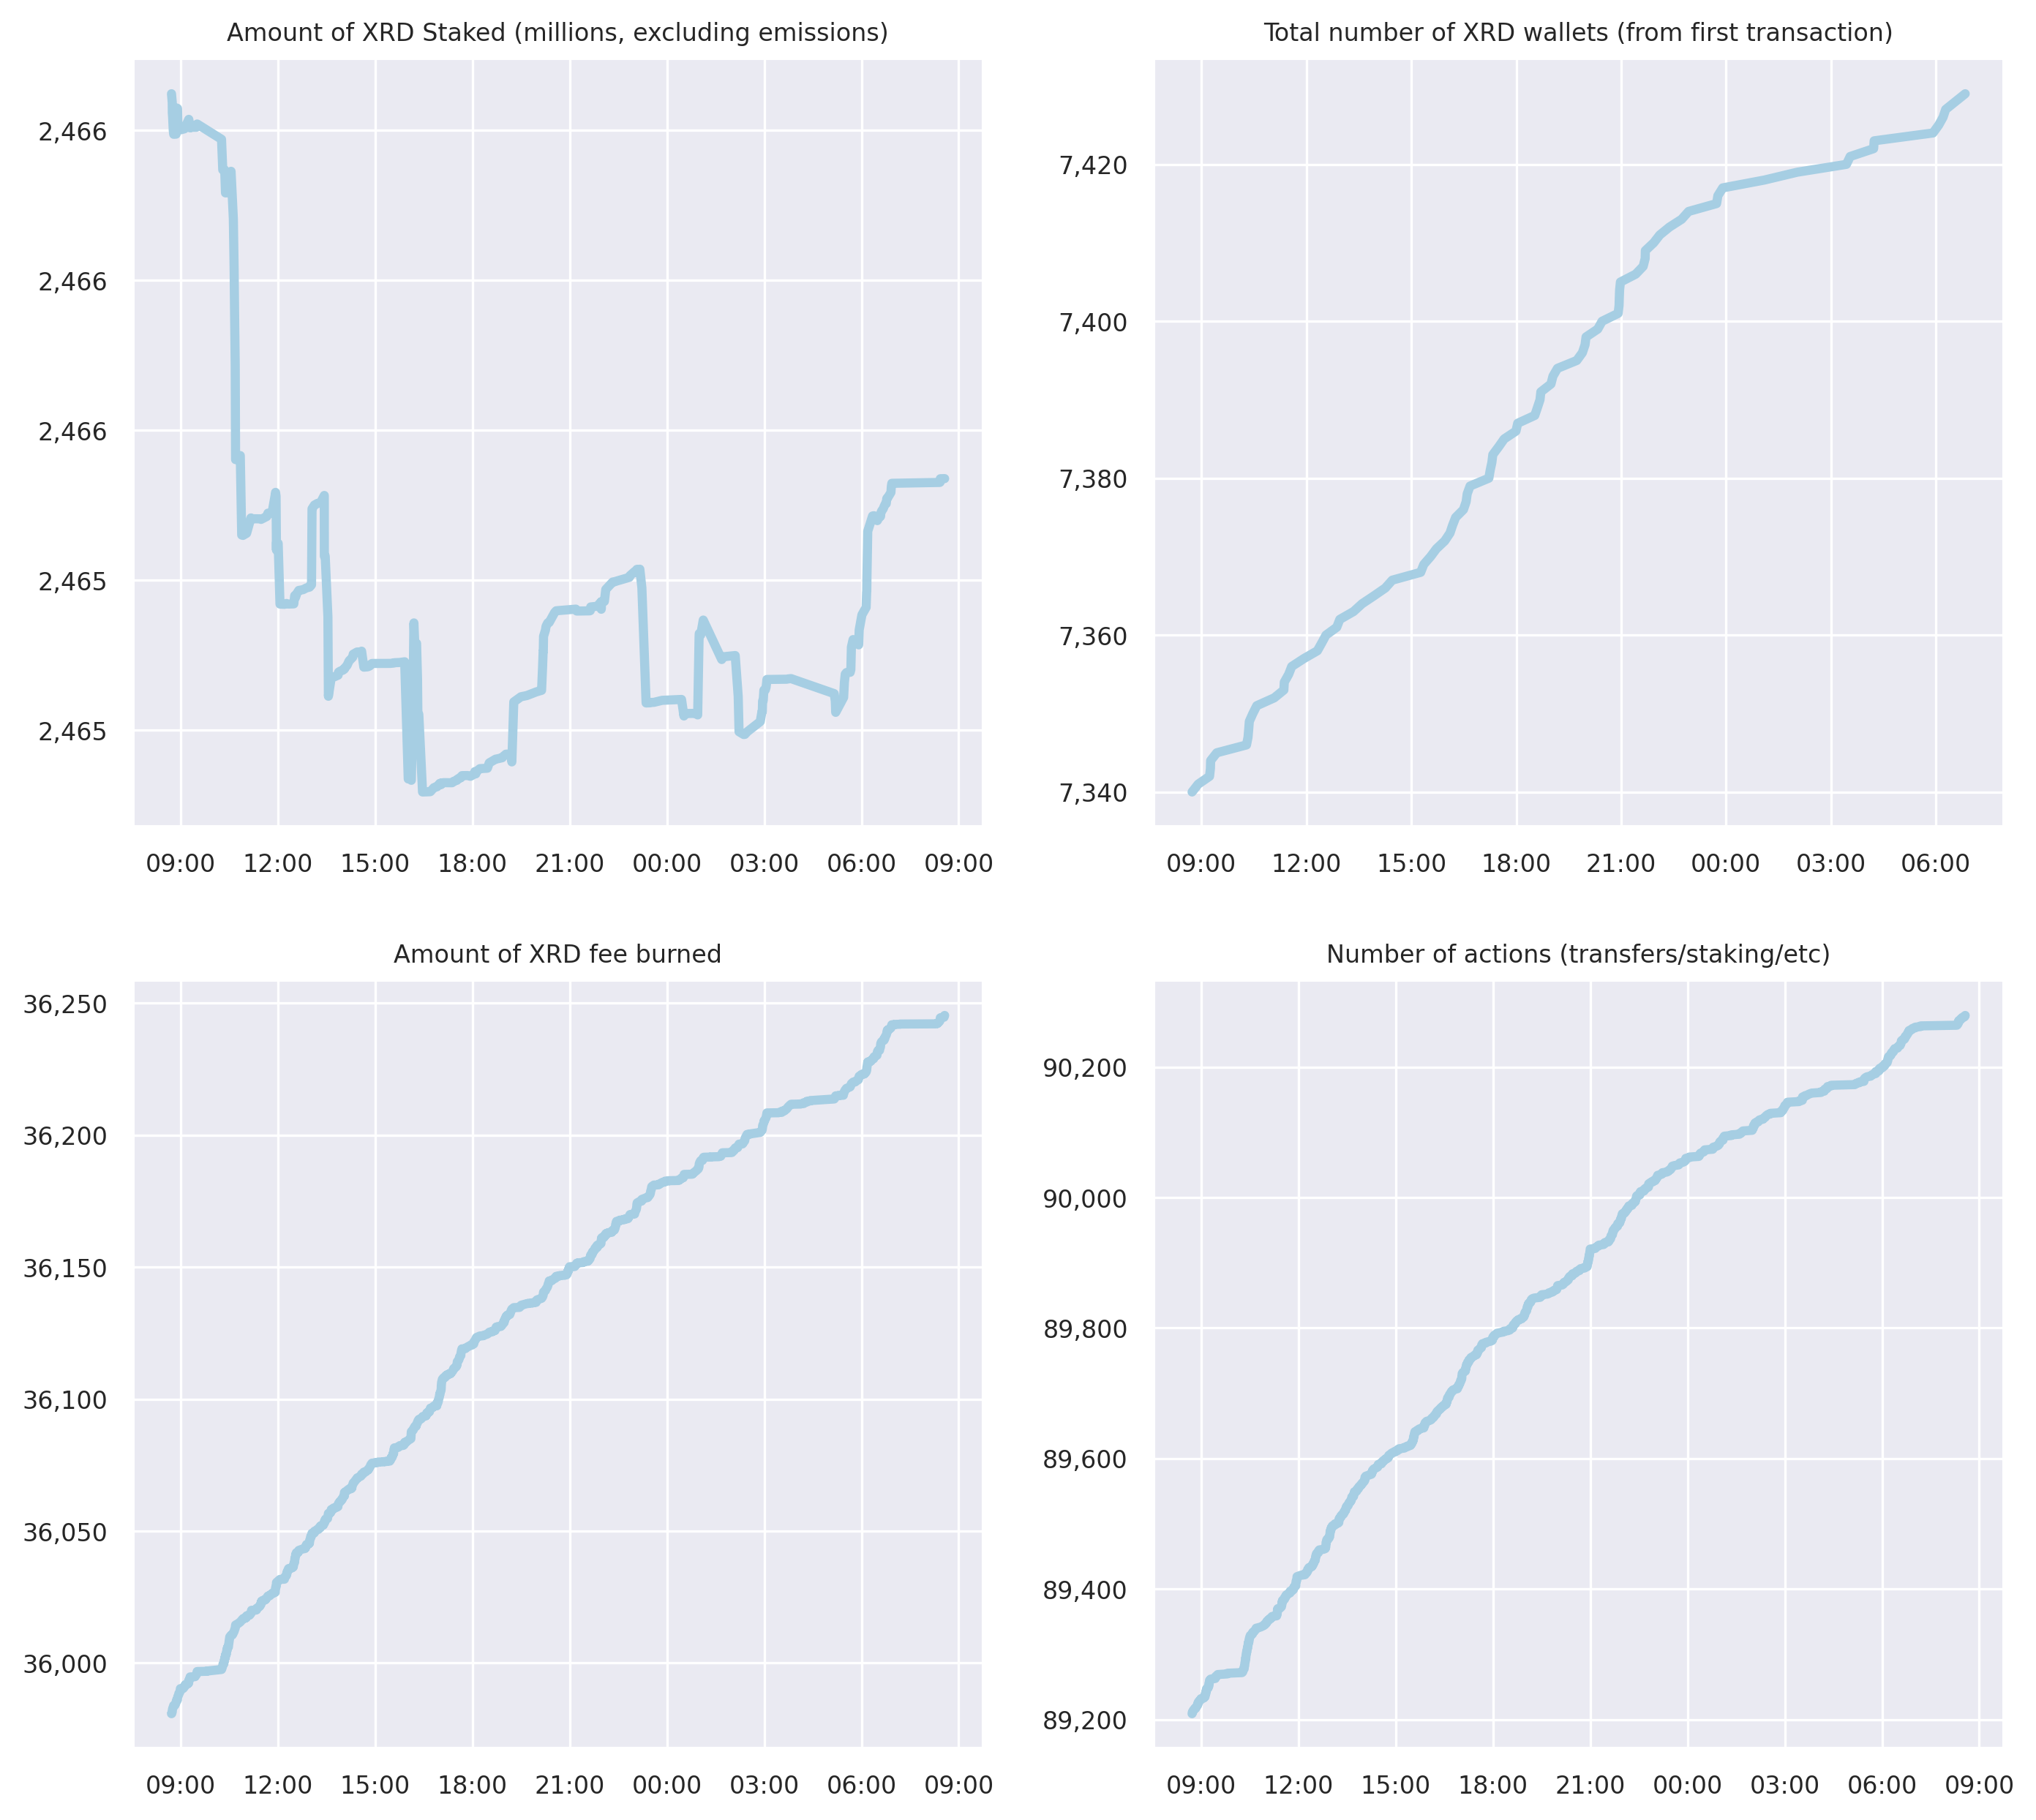 Amount of XRD Staked (millions, excluding emissions)
2,466
2,466
2,466
2,465
2,465
09:00 12:00 15:00 18:00 21:00 00:00 03:00 06:00 09:00
Total number of XRD wallets (from first transaction)
7,420
7,400
7,380
7,360
7,340
09:00 12:00 15:00 18:00 21:00 00:00 03:00 06:00
Amount of XRD fee burned
36,250
36,200
36,150
36,100
36,050
36,000
09:00 12:00 15:00 18:00 21:00 00:00 03:00 06:00 09:00
Number of actions (transfers/staking/etc)
90,200
90,000
89,800
89,600
89,400
89,200
09:00 12:00 15:00 18:00 21:00 00:00 03:00 06:00 09:00